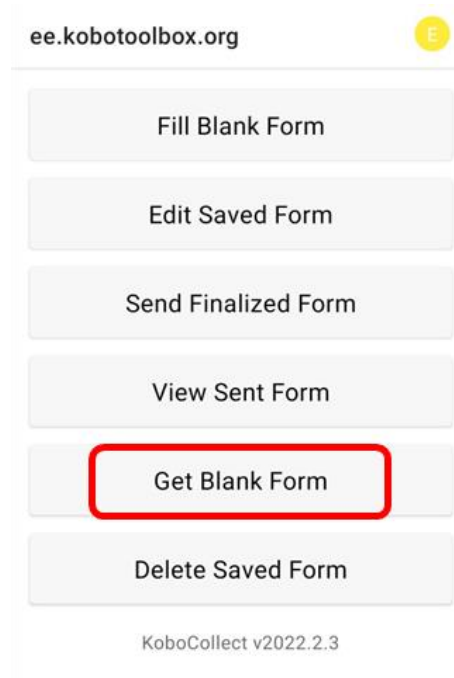 ee.kobotoolbox.org
E
Fill Blank Form
Edit Saved Form
Send Finalized Form
View Sent Form
Get Blank Form
Delete Saved Form
KoboCollect v2022.2.3